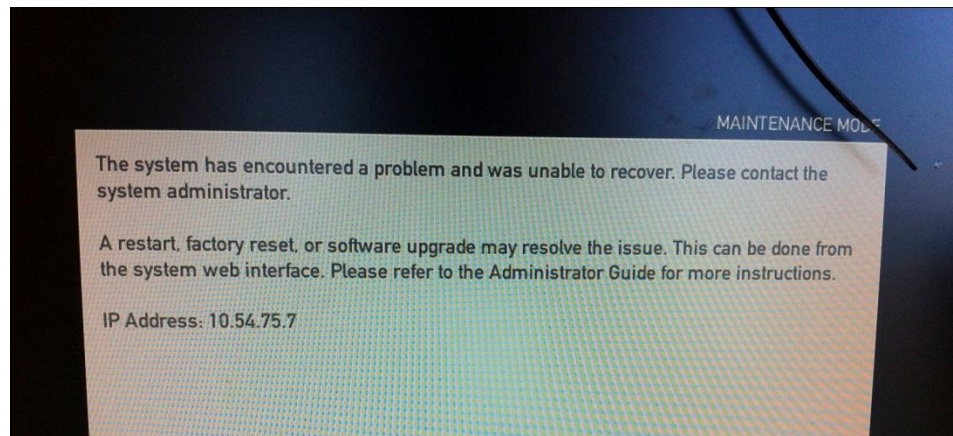 MAINTENANCE MODE
The system has encountered a problem and was unable to recover. Please contact the
system administrator.
A restart, factory reset, or software upgrade may resolve the issue. This can be done from
the system web interface. Please refer to the Administrator Guide for more instructions.
IP Address: 10.54.75.7